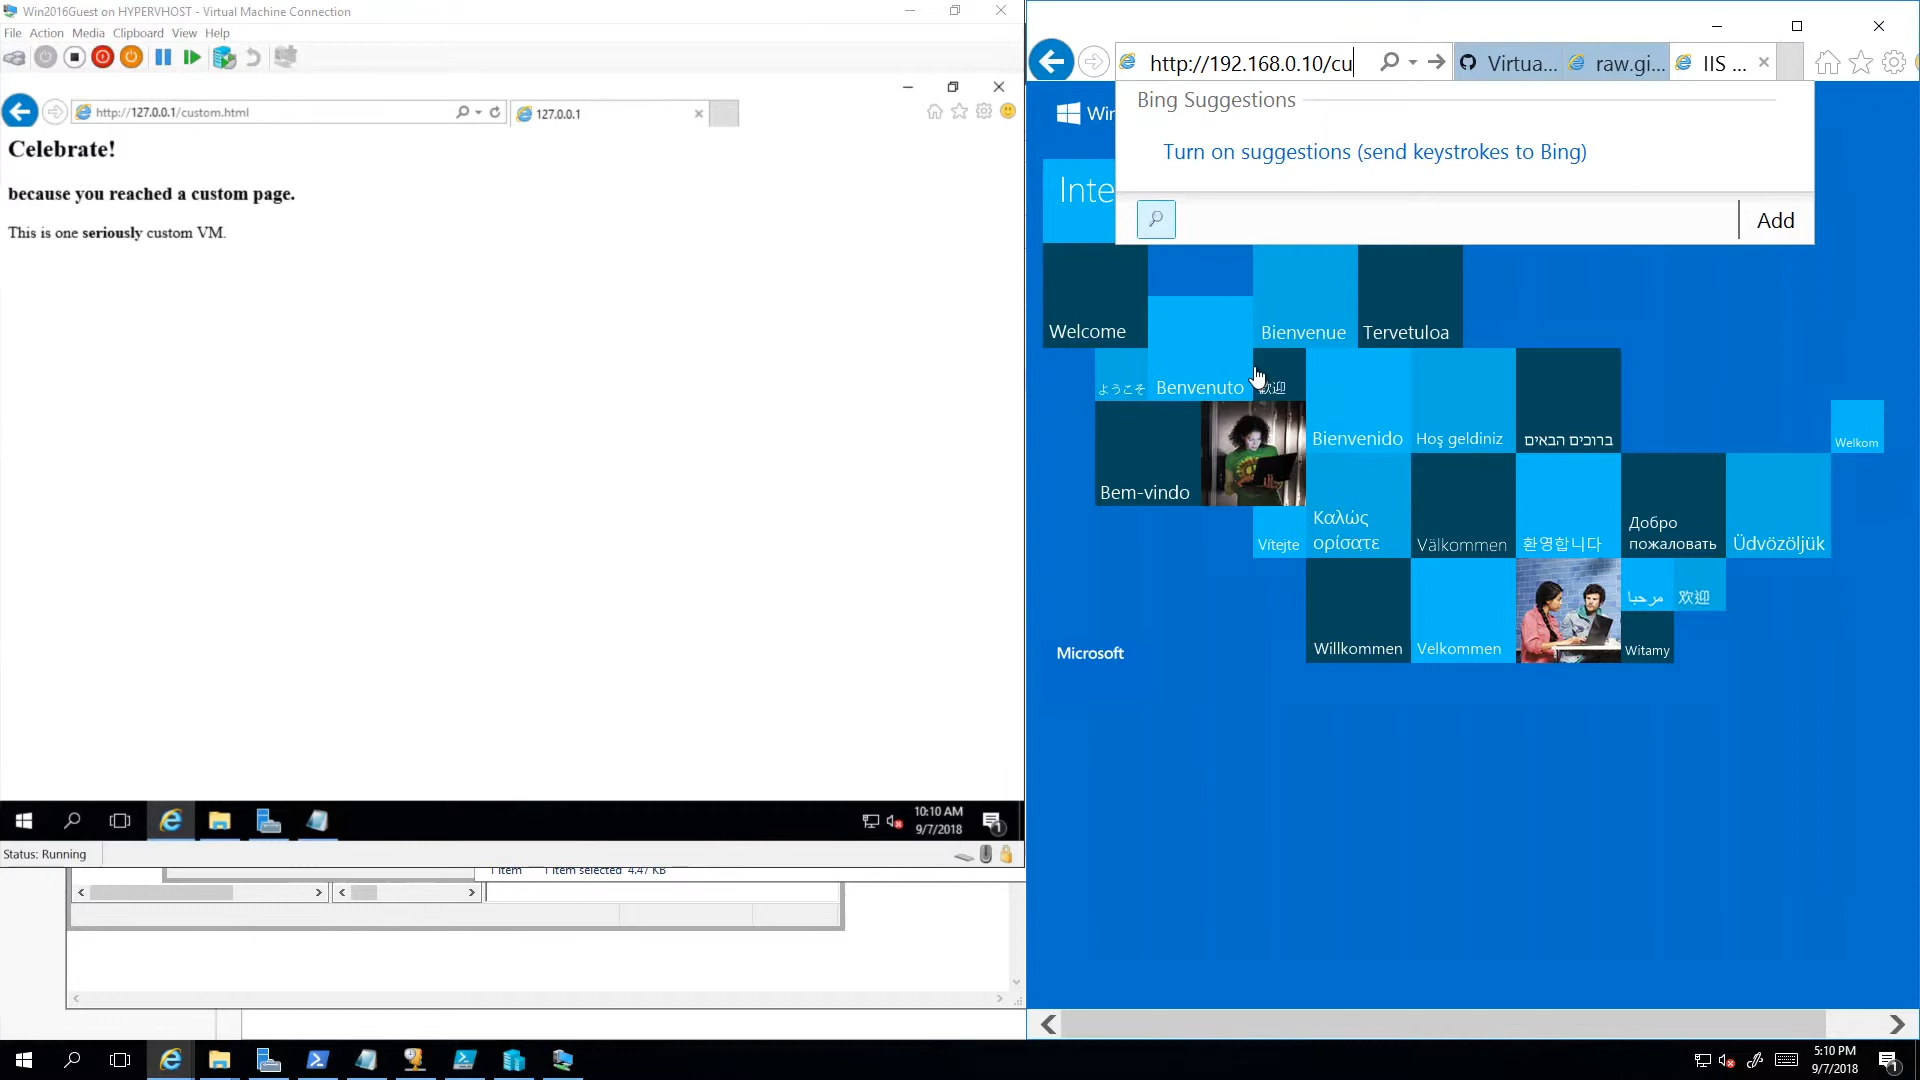 Win2016Guest on HYPERVHOST - Virtual Machine Connection
File Action Media Clipboard View Help
http://127.0.0.1/custom.html
127.0.0.1
Celebrate!
because you reached a custom page.
This is one seriously custom VM.
10:10 AM
9/7/2018
1
Status: Running
1 item 1 item selected 4.47 KB
http://192.168.0.10/cu
Virtua...
raw.gi...
IIS ...
Bing Suggestions
Turn on suggestions (send keystrokes to Bing)
Add
Win
Inte
Welcome
Bienvenue
Tervetuloa
ようこそ
Benvenuto
歡迎
Bienvenido
Hoş geldiniz
ברוכים הבאים
Welkom
Bem-vindo
Vítejte
Καλώς
ορίσατε
Välkommen
환영합니다
Добро
пожаловать
Üdvözöljük
Microsoft
Willkommen
Velkommen
مرحبا
欢迎
Witamy
5:10 PM
9/7/2018
1